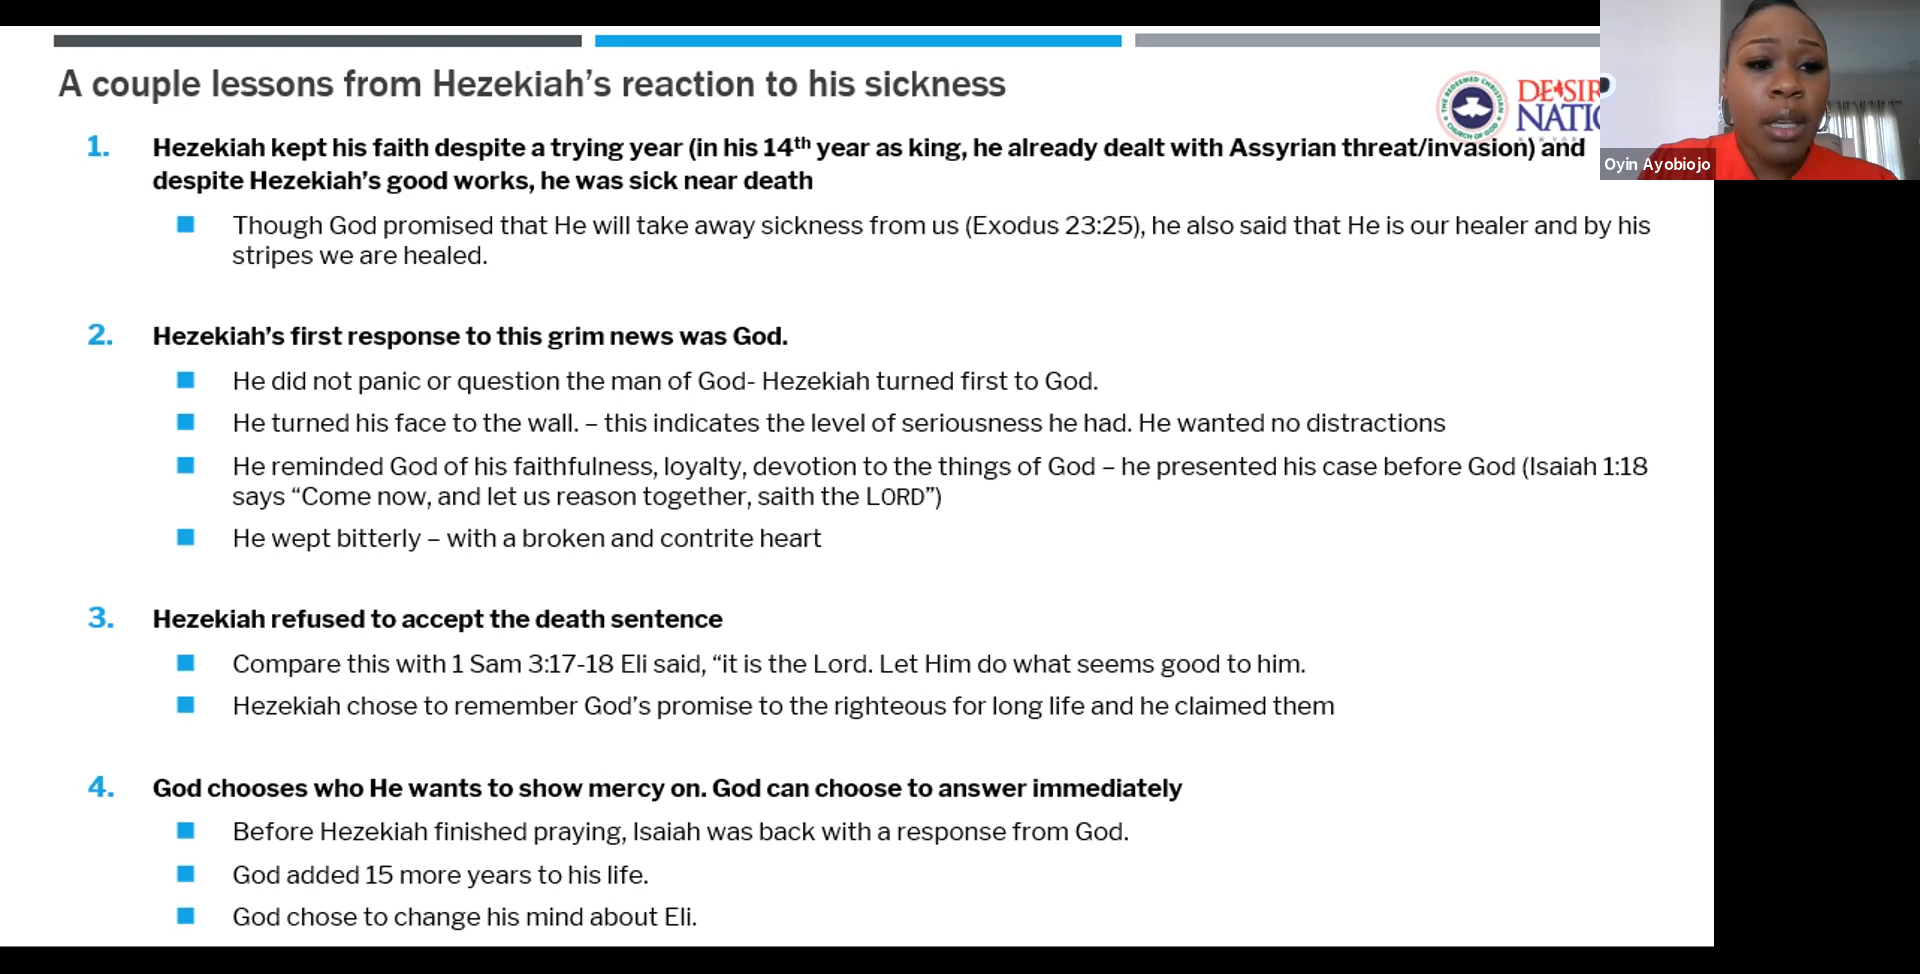 A couple lessons from Hezekiah's reaction to his sickness
THE REDEEMED CHRISTIAN CHURCH OF GOD
Oyin Ayobiojo
1. Hezekiah kept his faith despite a trying year (in his 14th year as king, he already dealt with Assyrian threat/invasion) and
despite Hezekiah's good works, he was sick near death
Though God promised that He will take away sickness from us (Exodus 23:25), he also said that He is our healer and by his
stripes we are healed.
2. Hezekiah's first response to this grim news was God.
He did not panic or question the man of God- Hezekiah turned first to God.
He turned his face to the wall. – this indicates the level of seriousness he had. He wanted no distractions
He reminded God of his faithfulness, loyalty, devotion to the things of God – he presented his case before God (Isaiah 1:18
says “Come now, and let us reason together, saith the LORD”)
He wept bitterly – with a broken and contrite heart
3. Hezekiah refused to accept the death sentence
Compare this with 1 Sam 3:17-18 Eli said, “it is the Lord. Let Him do what seems good to him.
Hezekiah chose to remember God's promise to the righteous for long life and he claimed them
4. God chooses who He wants to show mercy on. God can choose to answer immediately
Before Hezekiah finished praying, Isaiah was back with a response from God.
God added 15 more years to his life.
God chose to change his mind about Eli.